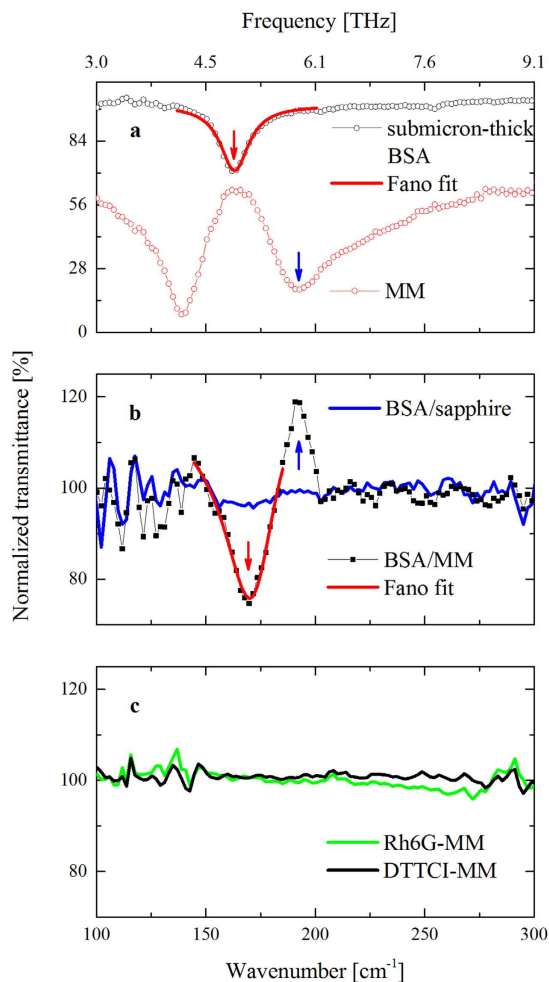 Frequency [THz]
3.0 4.5 6.1 7.6 9.1
a
submicron-thick
BSA
Fano fit
MM
84
56
28
0
Normalized transmittance [%]
b
BSA/sapphire
BSA/MM
Fano fit
120
100
80
c
Rh6G-MM
DTTCI-MM
120
100
80
100 150 200 250 300
Wavenumber [cm-1]